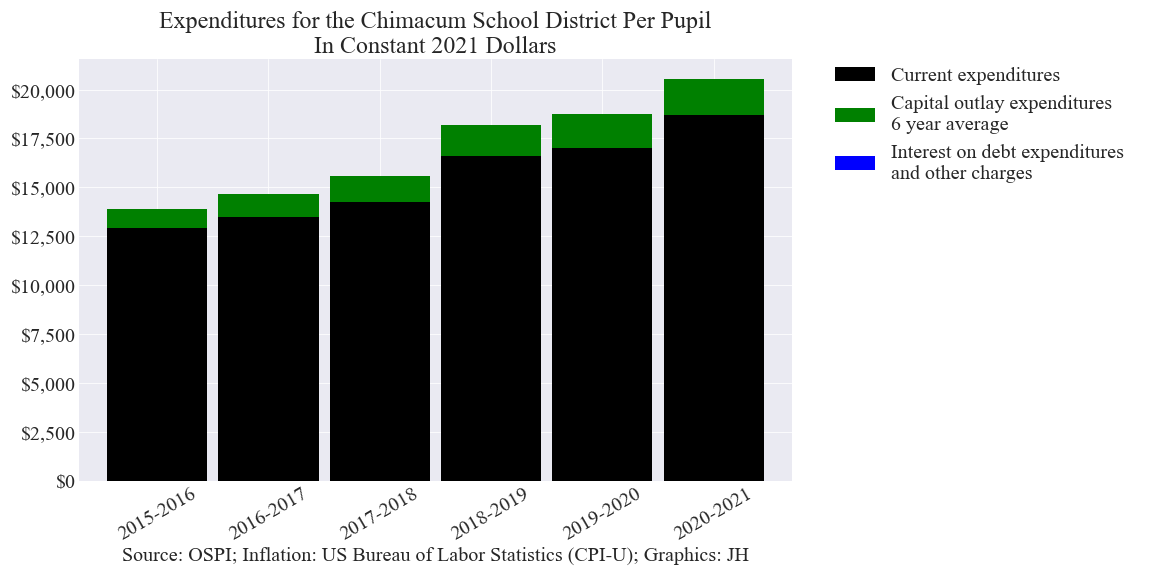 Expenditures for the Chimacum School District Per Pupil
In Constant 2021 Dollars
$20,000
$17,500
$15,000
$12,500
$10,000
$7,500
$5,000
$2,500
$0
2015-2016
2016-2017
2017-2018
2018-2019
2019-2020
2020-2021
Source: OSPI; Inflation: US Bureau of Labor Statistics (CPI-U); Graphics: JH
Current expenditures
Capital outlay expenditures
6 year average
Interest on debt expenditures
and other charges